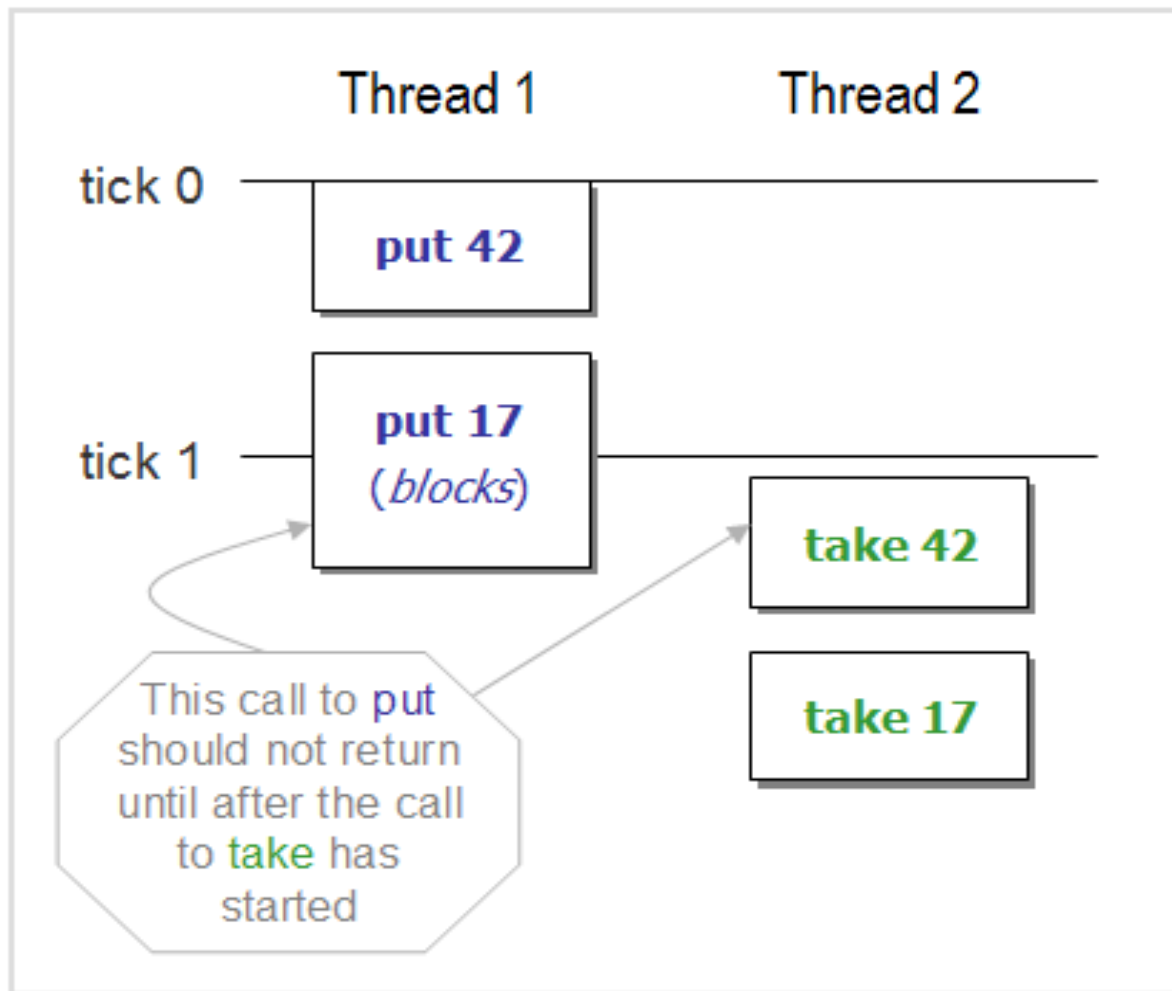 Thread 1
Thread 2
tick 0
put 42
put 17
tick 1
(blocks)
take 42
take 17
This call to put
should not return
until after the call
to take has
started